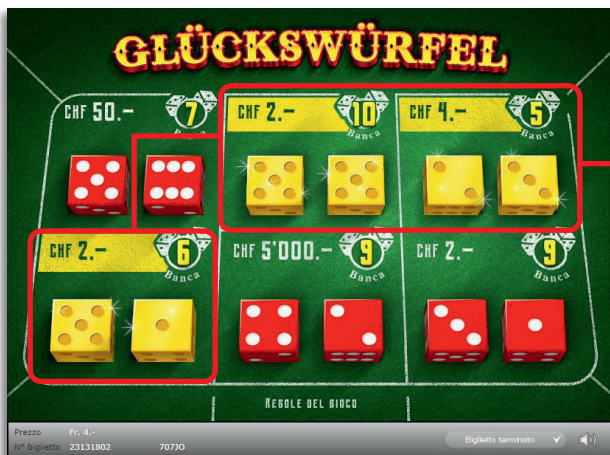 GLÜCKSWÜRFEL
CHF 50.- 7 Banca
CHF 2.- 10 Banca
CHF 4.- 5 Banca
CHF 2.- 6 Banca
CHF 5'000.- 9 Banca
CHF 2.- 9 Banca
REGOLE DEL GIOCO
Prezzo Fr. 4.-
N° biglietto 23131802 70730
Biglietto terminato